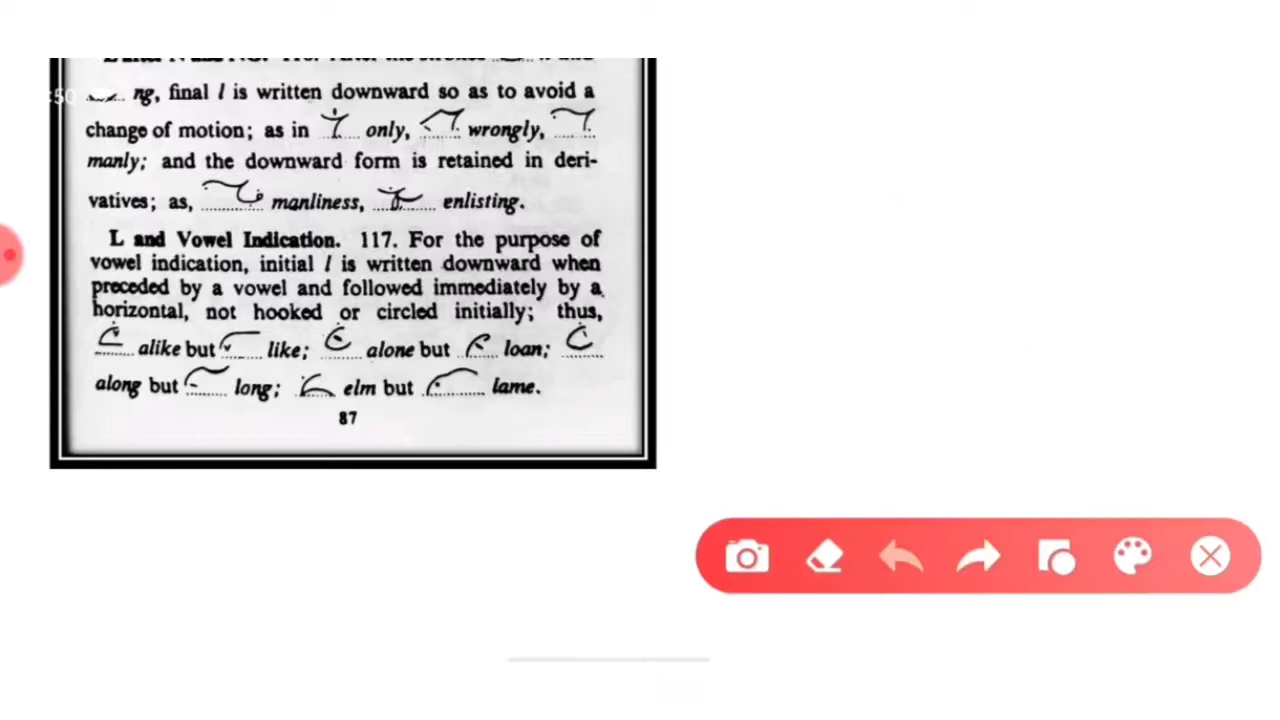 ng, final l is written downward so as to avoid a
change of motion; as in only, wrongly,
manly; and the downward form is retained in deri-
vatives; as, manliness, enlisting.
L and Vowel Indication. 117. For the purpose of
vowel indication, initial l is written downward when
preceded by a vowel and followed immediately by a
horizontal, not hooked or circled initially; thus,
alike but like; alone but loan;
along but long; elm but lame.
87